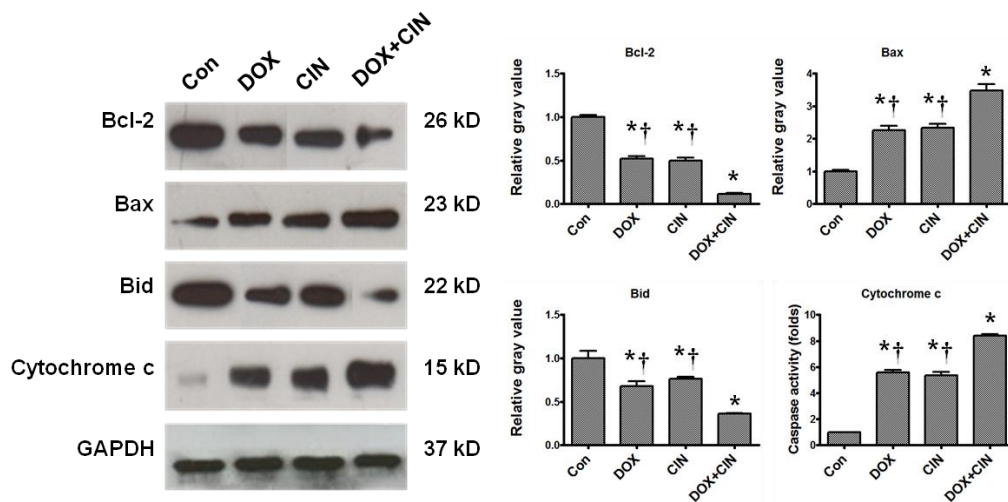 Con DOX CIN DOX+CIN
Bcl-2 26 kD
Bax 23 kD
Bid 22 kD
Cytochrome c 15 kD
GAPDH 37 kD
Bcl-2
Relative gray value
1.5
1.0
0.5
0.0
*† *† *
Con DOX CIN DOX+CIN
Bax
Relative gray value
4
3
2
1
0
*† *† *
Con DOX CIN DOX+CIN
Bid
Relative gray value
1.5
1.0
0.5
0.0
*† *† *
Con DOX CIN DOX+CIN
Cytochrome c
Caspase activity (folds)
10
8
6
4
2
0
*† *† *
Con DOX CIN DOX+CIN